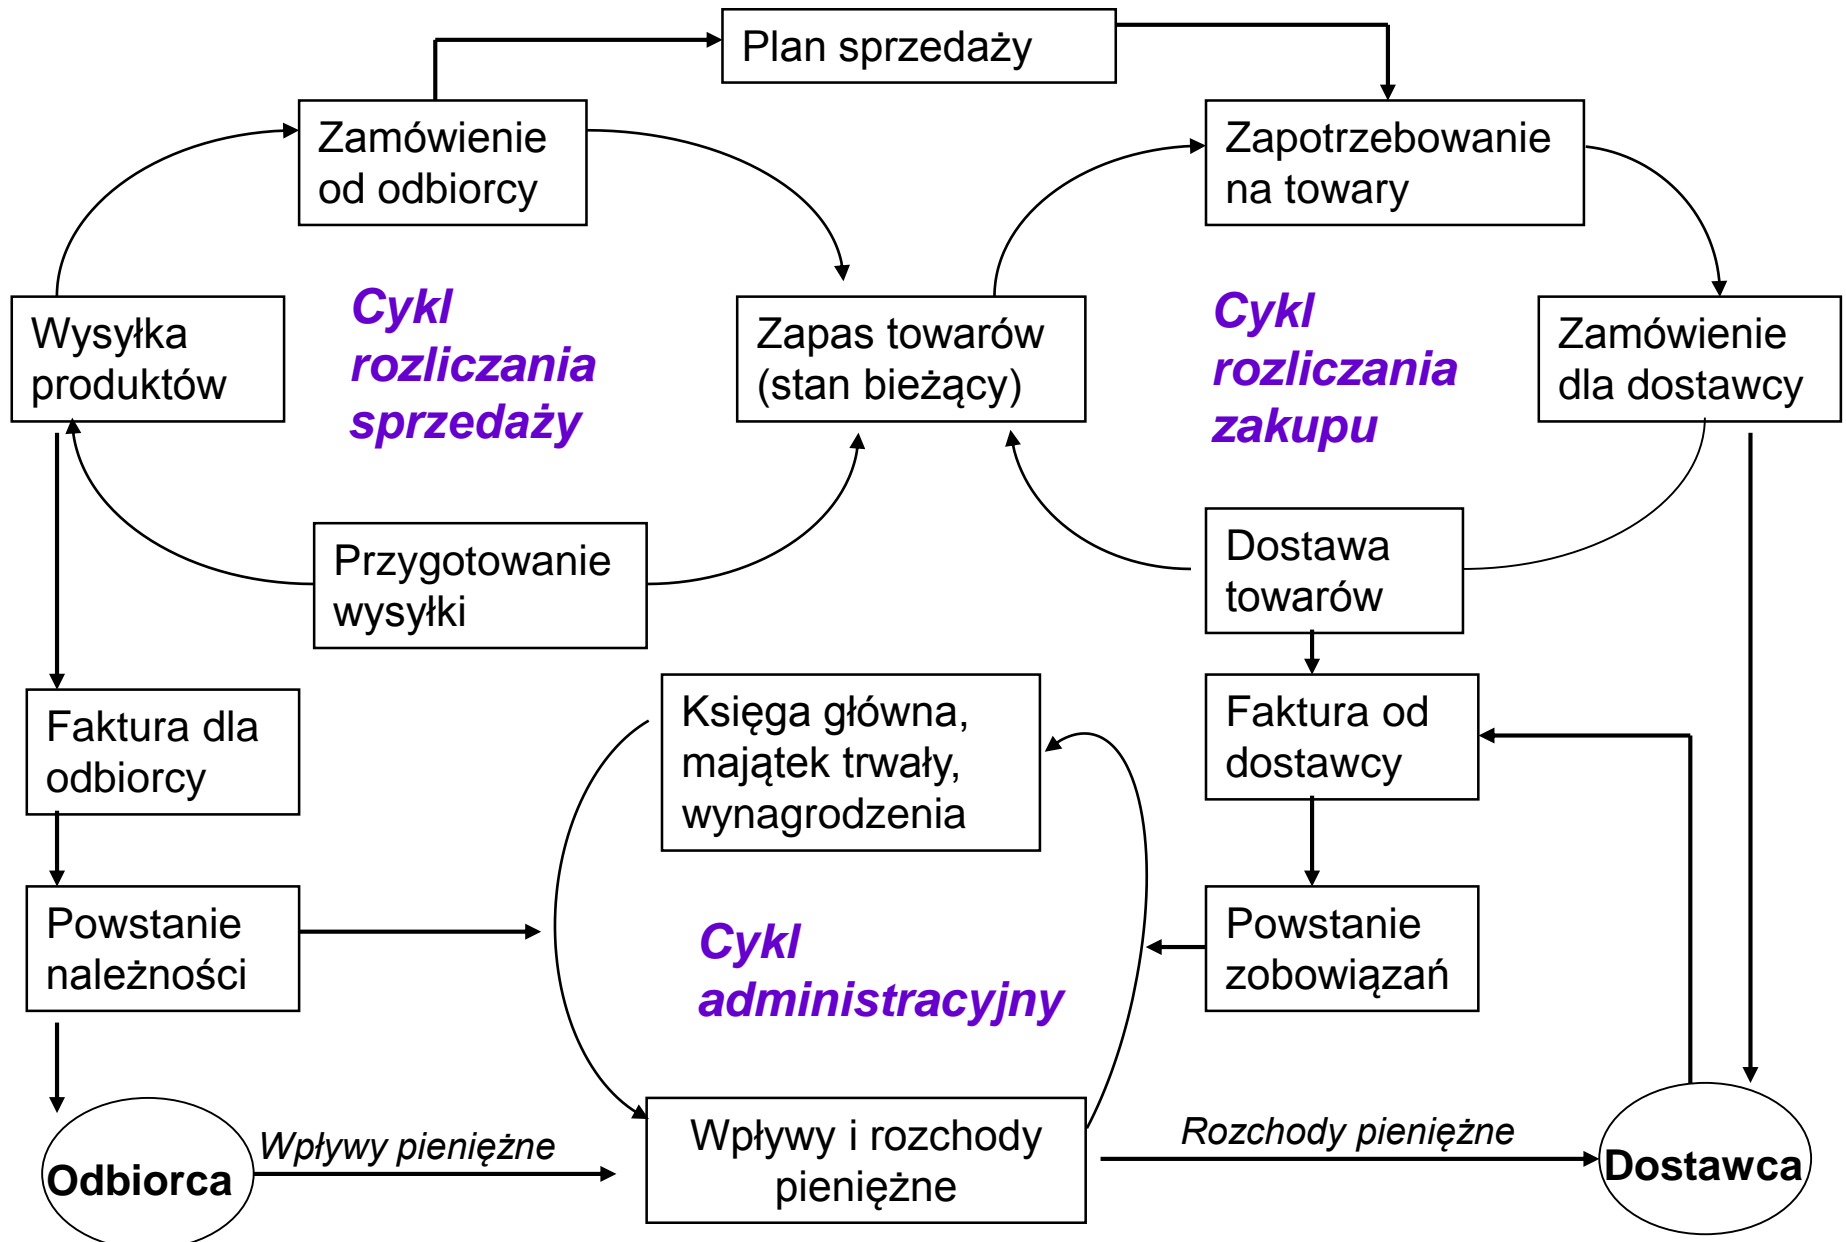 Plan sprzedaży
Zamówienie
od odbiorcy
Zapotrzebowanie
na towary
Wysyłka
produktów
Cykl
rozliczania
sprzedaży
Zapas towarów
(stan bieżący)
Cykl
rozliczania
zakupu
Zamówienie
dla dostawcy
Przygotowanie
wysyłki
Dostawa
towarów
Faktura dla
odbiorcy
Księga główna,
majątek trwały,
wynagrodzenia
Faktura od
dostawcy
Powstanie
należności
Cykl
administracyjny
Powstanie
zobowiązań
Odbiorca
Wpływy pieniężne
Wpływy i rozchody
pieniężne
Rozchody pieniężne
Dostawca